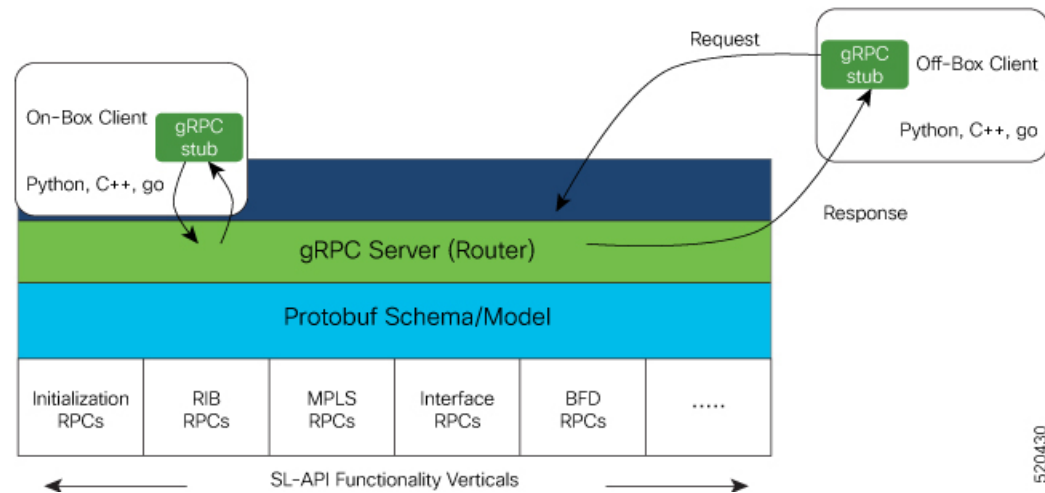 Request
gRPC
stub
Off-Box Client
Python, C++, go
On-Box Client
gRPC
stub
Python, C++, go
Response
gRPC Server (Router)
Protobuf Schema/Model
Initialization
RPCs
RIB
RPCs
MPLS
RPCs
Interface
RPCs
BFD
RPCs
.....
SL-API Functionality Verticals
520430